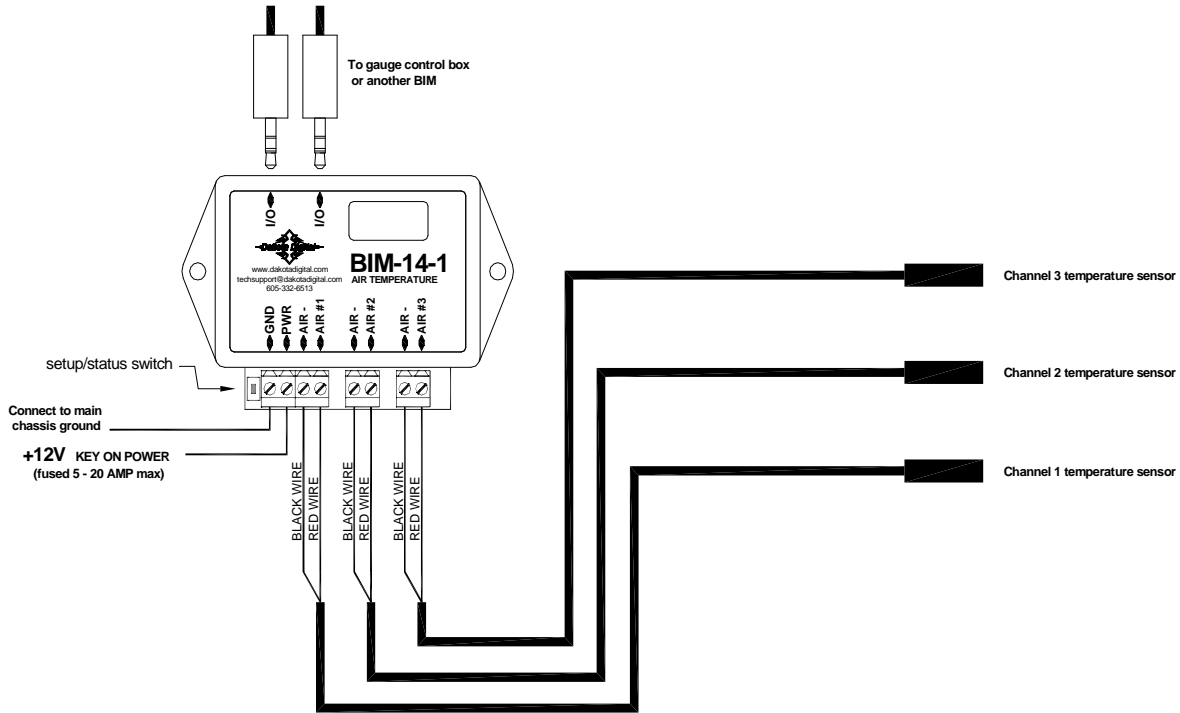 To gauge control box
or another BIM
I/O
I/O
Dakota Digital
www.dakotadigital.com
techsupport@dakotadigital.com
605-332-6513
BIM-14-1
AIR TEMPERATURE
GND
PWR
AIR -
AIR #1
AIR -
AIR #2
AIR -
AIR #3
setup/status switch
Connect to main
chassis ground
+12V KEY ON POWER
(fused 5 - 20 AMP max)
BLACK WIRE
RED WIRE
BLACK WIRE
RED WIRE
BLACK WIRE
RED WIRE
Channel 3 temperature sensor
Channel 2 temperature sensor
Channel 1 temperature sensor